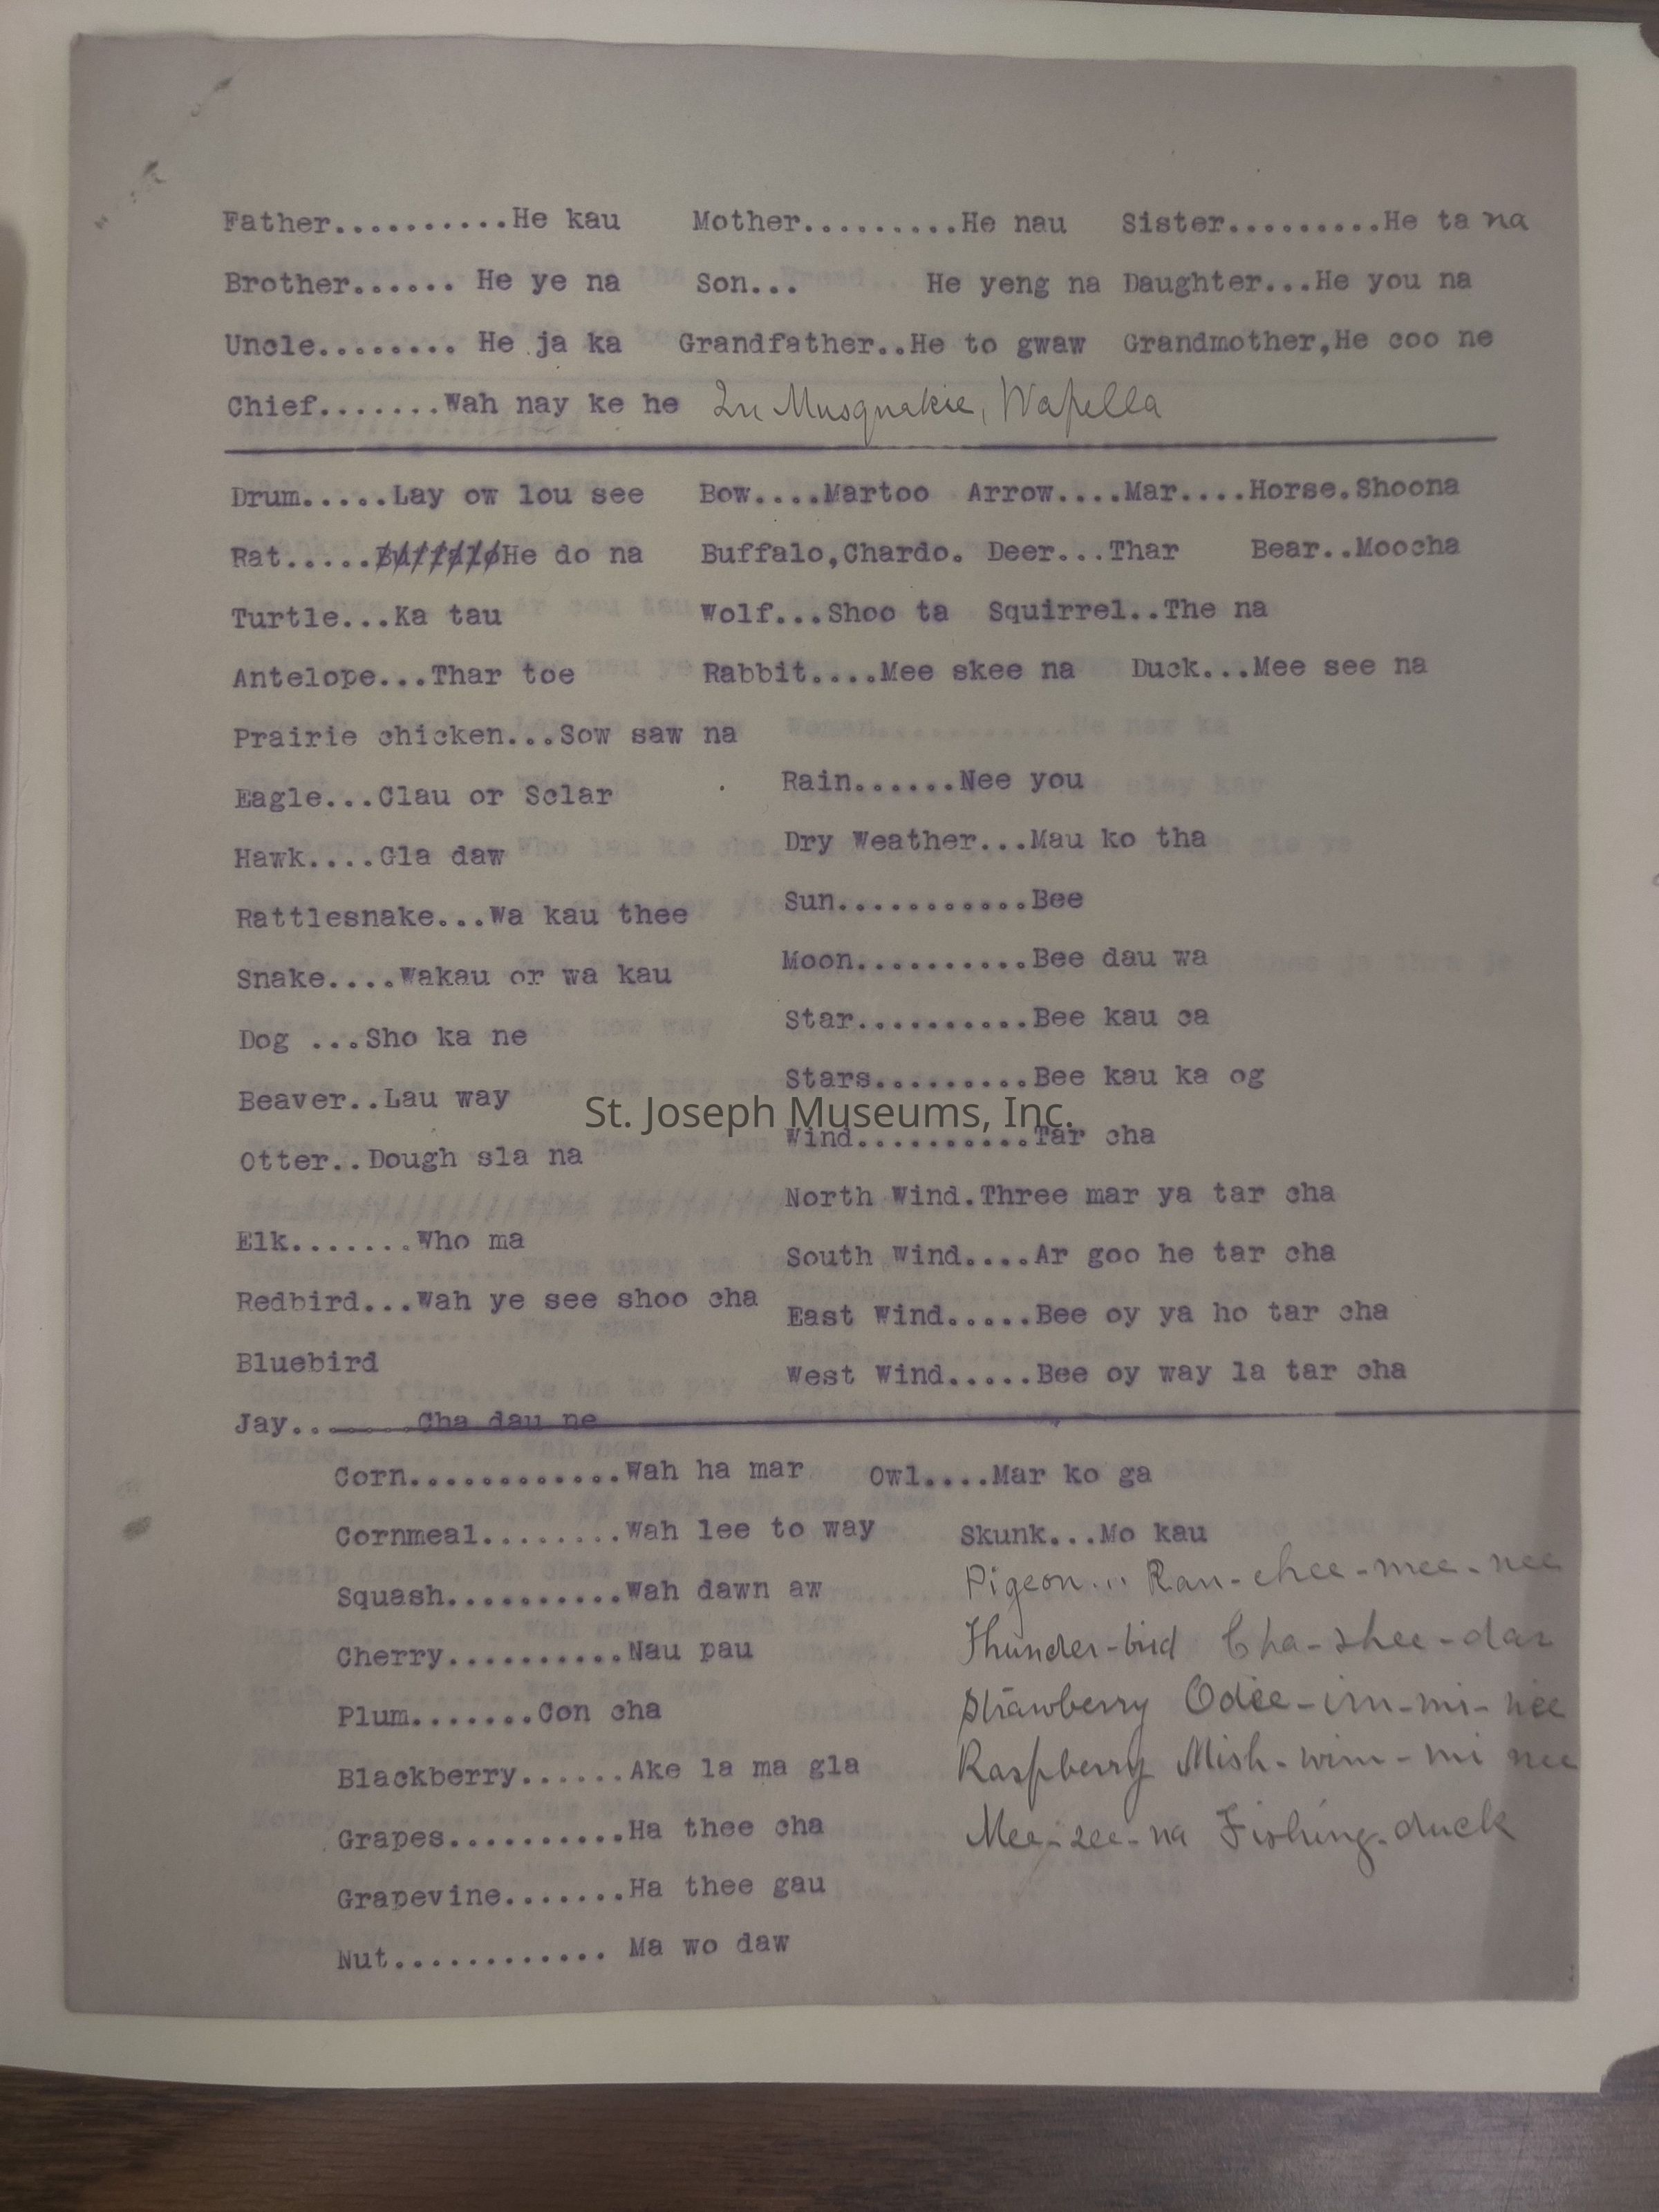 Father..........He kau Mother.........He nau Sister.........He ta na
Brother...... He ye na Son... He yeng na Daughter...He you na
Uncle........ He ja ka Grandfather..He to gwaw Grandmother,He coo ne
Chief.......Wah nay ke he In Musquakie, Wapella
Drum.....Lay ow lou see Bow....Martoo Arrow....Mar....Horse.Shoona
Rat.....Buffalo He do na Buffalo,Chardo. Deer...Thar Bear..Moocha
Turtle...Ka tau Wolf...Shoo ta Squirrel..The na
Antelope...Thar toe Rabbit....Mee skee na Duck...Mee see na
Prairie chicken...Sow saw na
Eagle...Clau or Sclar
Hawk....Gla daw
Rattlesnake...Wa kau thee
Snake....Wakau or wa kau
Dog ...Sho ka ne
Beaver..Lau way
Otter..Dough sla na
Elk.......Who ma
Redbird...Wah ye see shoo cha
Bluebird
Jay.......Cha dau ne
Rain......Nee you
Dry Weather...Mau ko tha
Sun...........Bee
Moon..........Bee dau wa
Star..........Bee kau ca
Stars.........Bee kau ka og
St. Joseph Museums, Inc.
Wind..........Tar cha
North Wind.Three mar ya tar cha
South Wind....Ar goo he tar cha
East Wind.....Bee oy ya ho tar cha
West Wind.....Bee oy way la tar cha
Corn............Wah ha mar Owl....Mar ko ga
Cornmeal........Wah lee to way
Squash..........Wah dawn aw
Cherry..........Nau pau
Plum.......Con cha
Blackberry......Ake la ma gla
Grapes..........Ha thee cha
Grapevine.......Ha thee gau
Nut............ Ma wo daw
Skunk...Mo kau
Pigeon... Rau-chee-mee-nee
Thunder-bird Cha-shee-dar
Strawberry Odee-im-mi-nee
Raspberry Mish-wim-mi nee
Mee-zee-na Fishing-duck